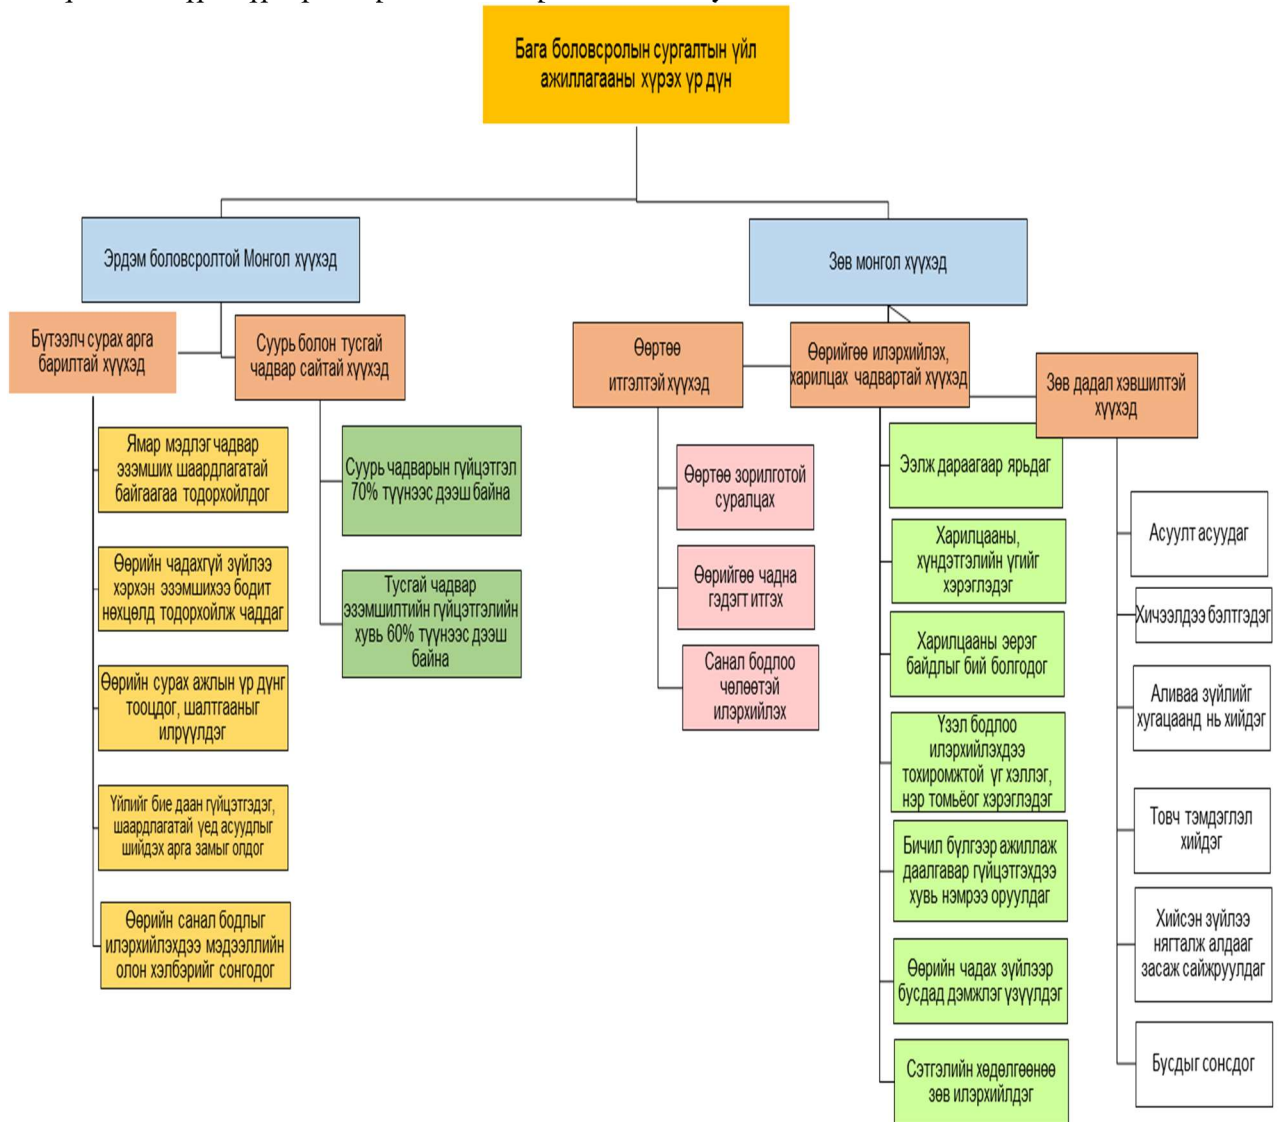 Бага боловсролын сургалтын үйл
ажиллагааны хүрэх үр дүн
Эрдэм боловсролтой Монгол хүүхэд
Зөв монгол хүүхэд
Бүтээлч сурах арга
барилтай хүүхэд
Суурь болон тусгай
чадвар сайтай хүүхэд
Өөртөө
итгэлтэй хүүхэд
Өөрийгөө илэрхийлэх,
харилцах чадвартай хүүхэд
Зөв дадал хэвшилтэй
хүүхэд
Ямар мэдлэг чадвар
эзэмших шаардлагатай
байгаагаа тодорхойлдог
Өөрийн чадахгүй зүйлээ
хэрхэн эзэмшихээ бодит
нөхцөлд тодорхойлж чаддаг
Өөрийн сурах ажлын үр дүнг
тооцдог, шалтгааныг
илрүүлдэг
Үйлийг бие даан гүйцэтгэдэг,
шаардлагатай үед асуудлыг
шийдэх арга замыг олдог
Өөрийн санал бодлыг
илэрхийлэхдээ мэдээллийн
олон хэлбэрийг сонгодог
Суурь чадварын гүйцэтгэл
70% түүнээс дээш байна
Тусгай чадвар
эзэмшилтийн гүйцэтгэлийн
хувь 60% түүнээс дээш
байна
Өөртөө зорилготой
суралцах
Өөрийгөө чадна
гэдэгт итгэх
Санал бодлоо
чөлөөтэй
илэрхийлэх
Ээлж дараагаар ярьдаг
Харилцааны,
хүндэтгэлийн үгийг
хэрэглэдэг
Харилцааны эерэг
байдлыг бий болгодог
Үзэл бодлоо
илэрхийлэхдээ
тохиромжтой үг хэллэг,
нэр томьёог хэрэглэдэг
Бичил бүлгээр ажиллаж
даалгавар гүйцэтгэхдээ
хувь нэмрээ оруулдаг
Өөрийн чадах зүйлээр
бусдад дэмжлэг үзүүлдэг
Сэтгэлийн хөдөлгөөнөө
зөв илэрхийлдэг
Асуулт асуудаг
Хичээлдээ бэлтгэдэг
Аливаа зүйлийг
хугацаанд нь хийдэг
Товч тэмдэглэл
хийдэг
Хийсэн зүйлээ
нягталж алдааг
засаж сайжруулдаг
Бусдыг сонсдог